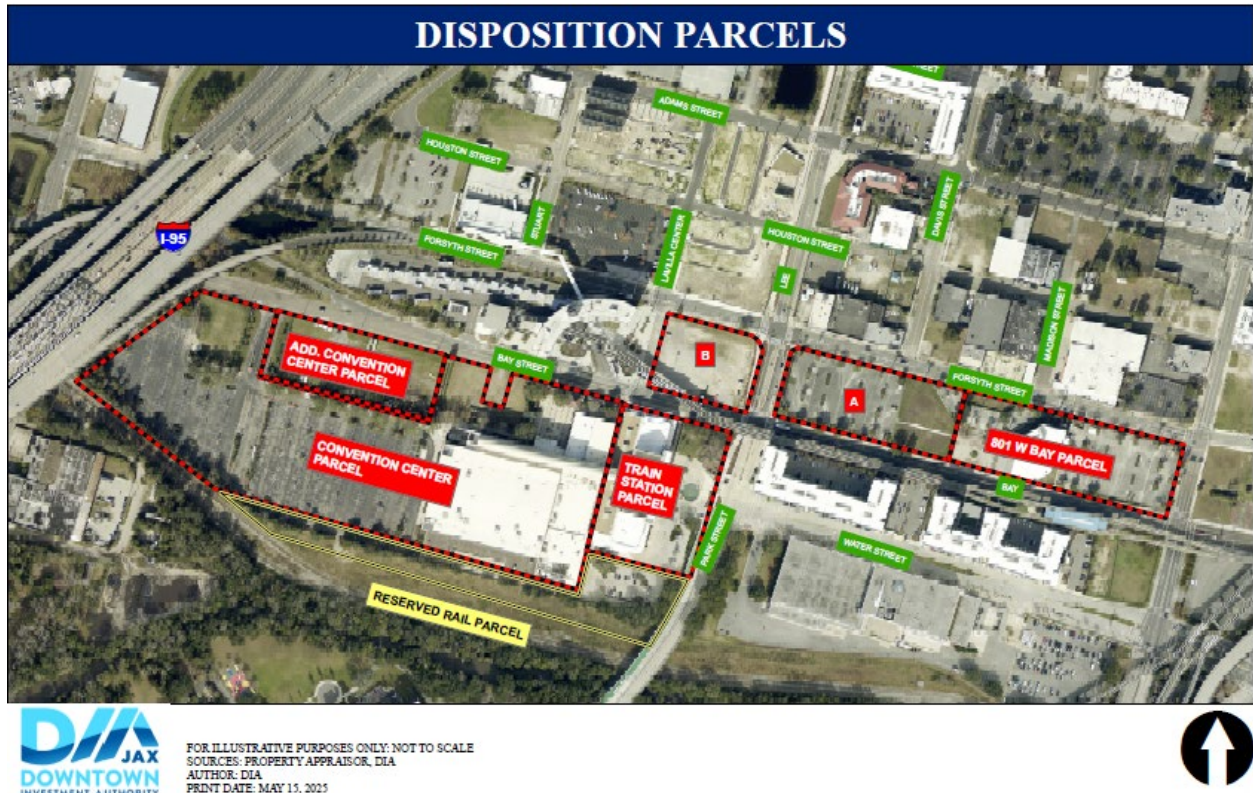 DISPOSITION PARCELS
STREET
ADAMS STREET
HOUSTON STREET
STUART
DAVIS STREET
LAVILLA CENTER
I-95
FORSYTH STREET
HOUSTON STREET
LEE
MADISON STREET
ADD. CONVENTION
CENTER PARCEL
BAY STREET
B
FORSYTH STREET
A
801 W BAY PARCEL
CONVENTION CENTER
PARCEL
TRAIN
STATION
PARCEL
BAY
PARK STREET
WATER STREET
RESERVED RAIL PARCEL
DIA
JAX
DOWNTOWN
INVESTMENT AUTHORITY
FOR ILLUSTRATIVE PURPOSES ONLY: NOT TO SCALE
SOURCES: PROPERTY APPRAISOR, DIA
AUTHOR: DIA
PRINT DATE: MAY 15, 2025